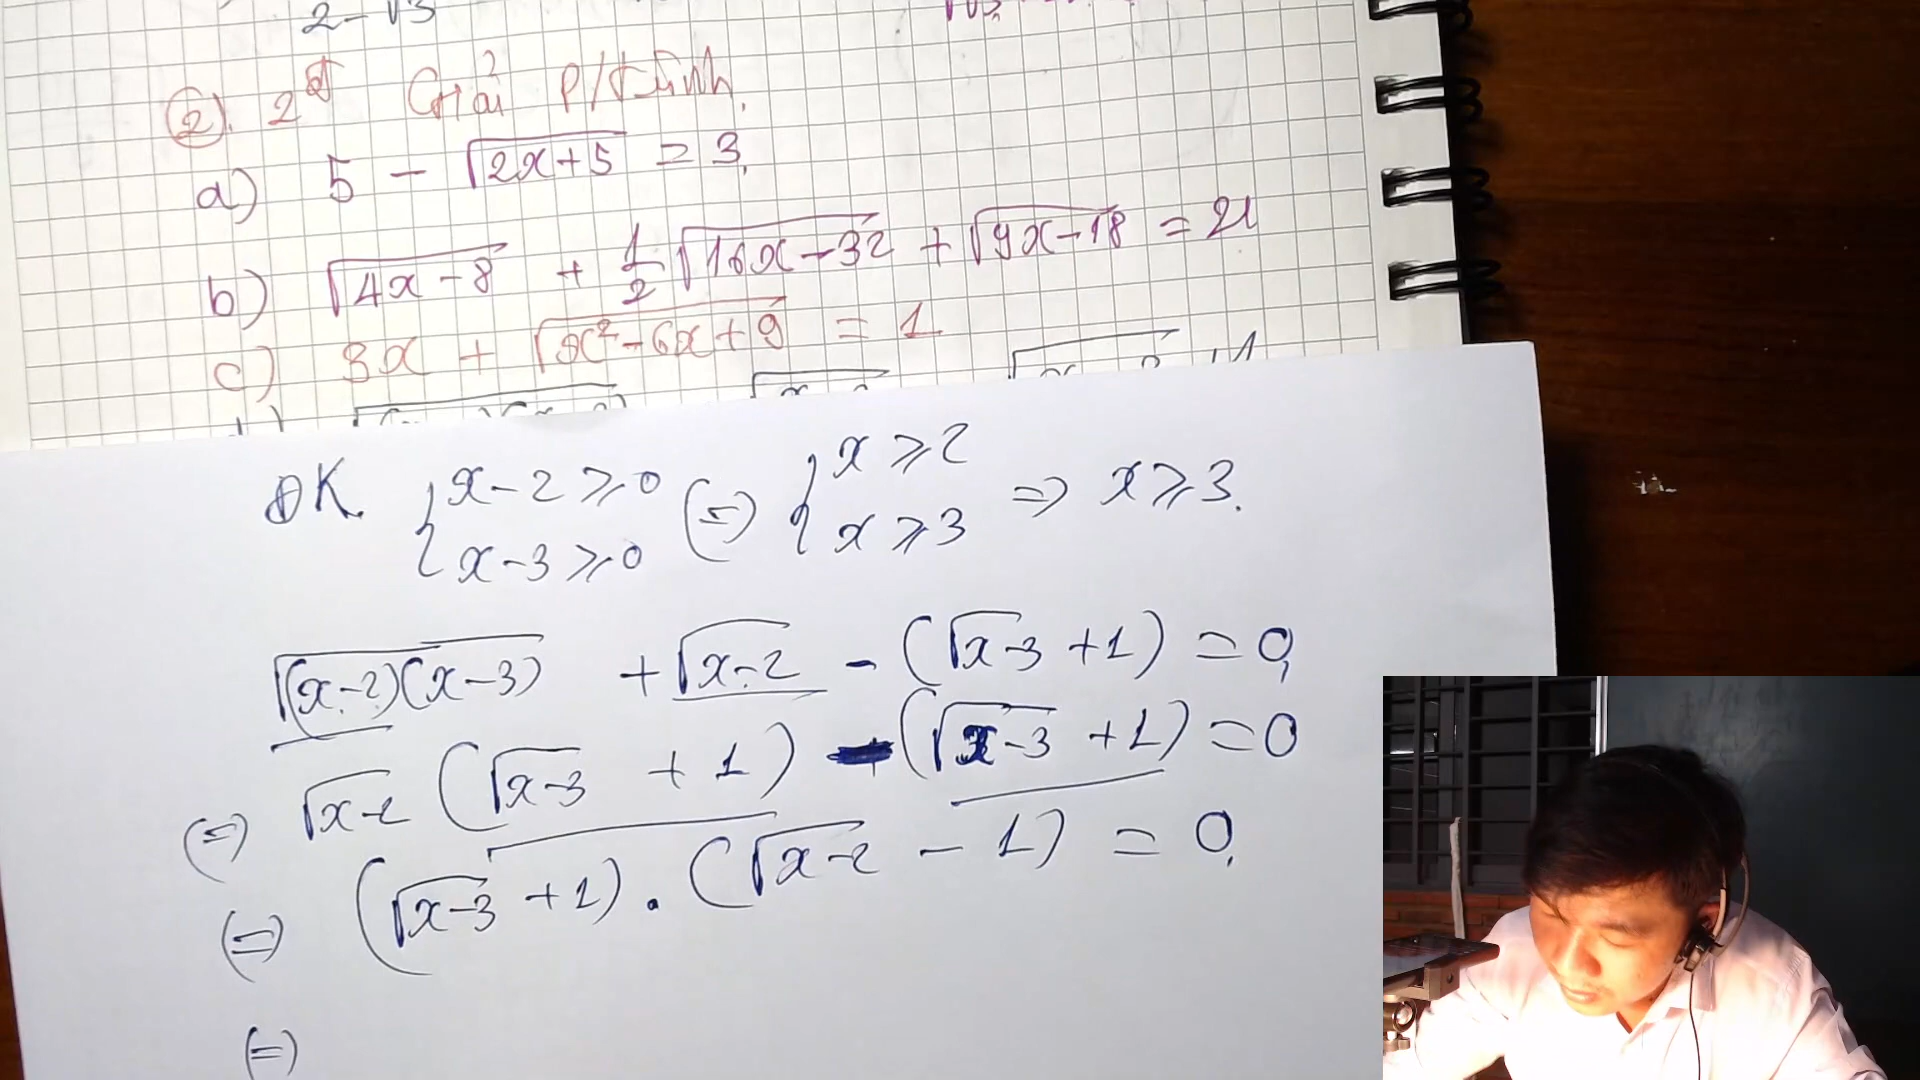 2-√3
②. 2đ Giải p/trình.
a) 5 - √(2x+5) = 3.
b) √(4x-8) + 1/2 √(16x-32) + √(9x-18) = 21
c) 3x + √(x²-6x+9) = 1
ĐK. { x-2 ⩾ 0 (=) { x ⩾ 2 => x ⩾ 3.
x-3 ⩾ 0 x ⩾ 3
√((x-2)(x-3)) + √(x-2) - (√(x-3) + 1) = 0,
(=) √(x-2) (√(x-3) + 1) - (√(x-3) + 1) = 0
(=) (√(x-3) + 1) . (√(x-2) - 1) = 0.
(=)